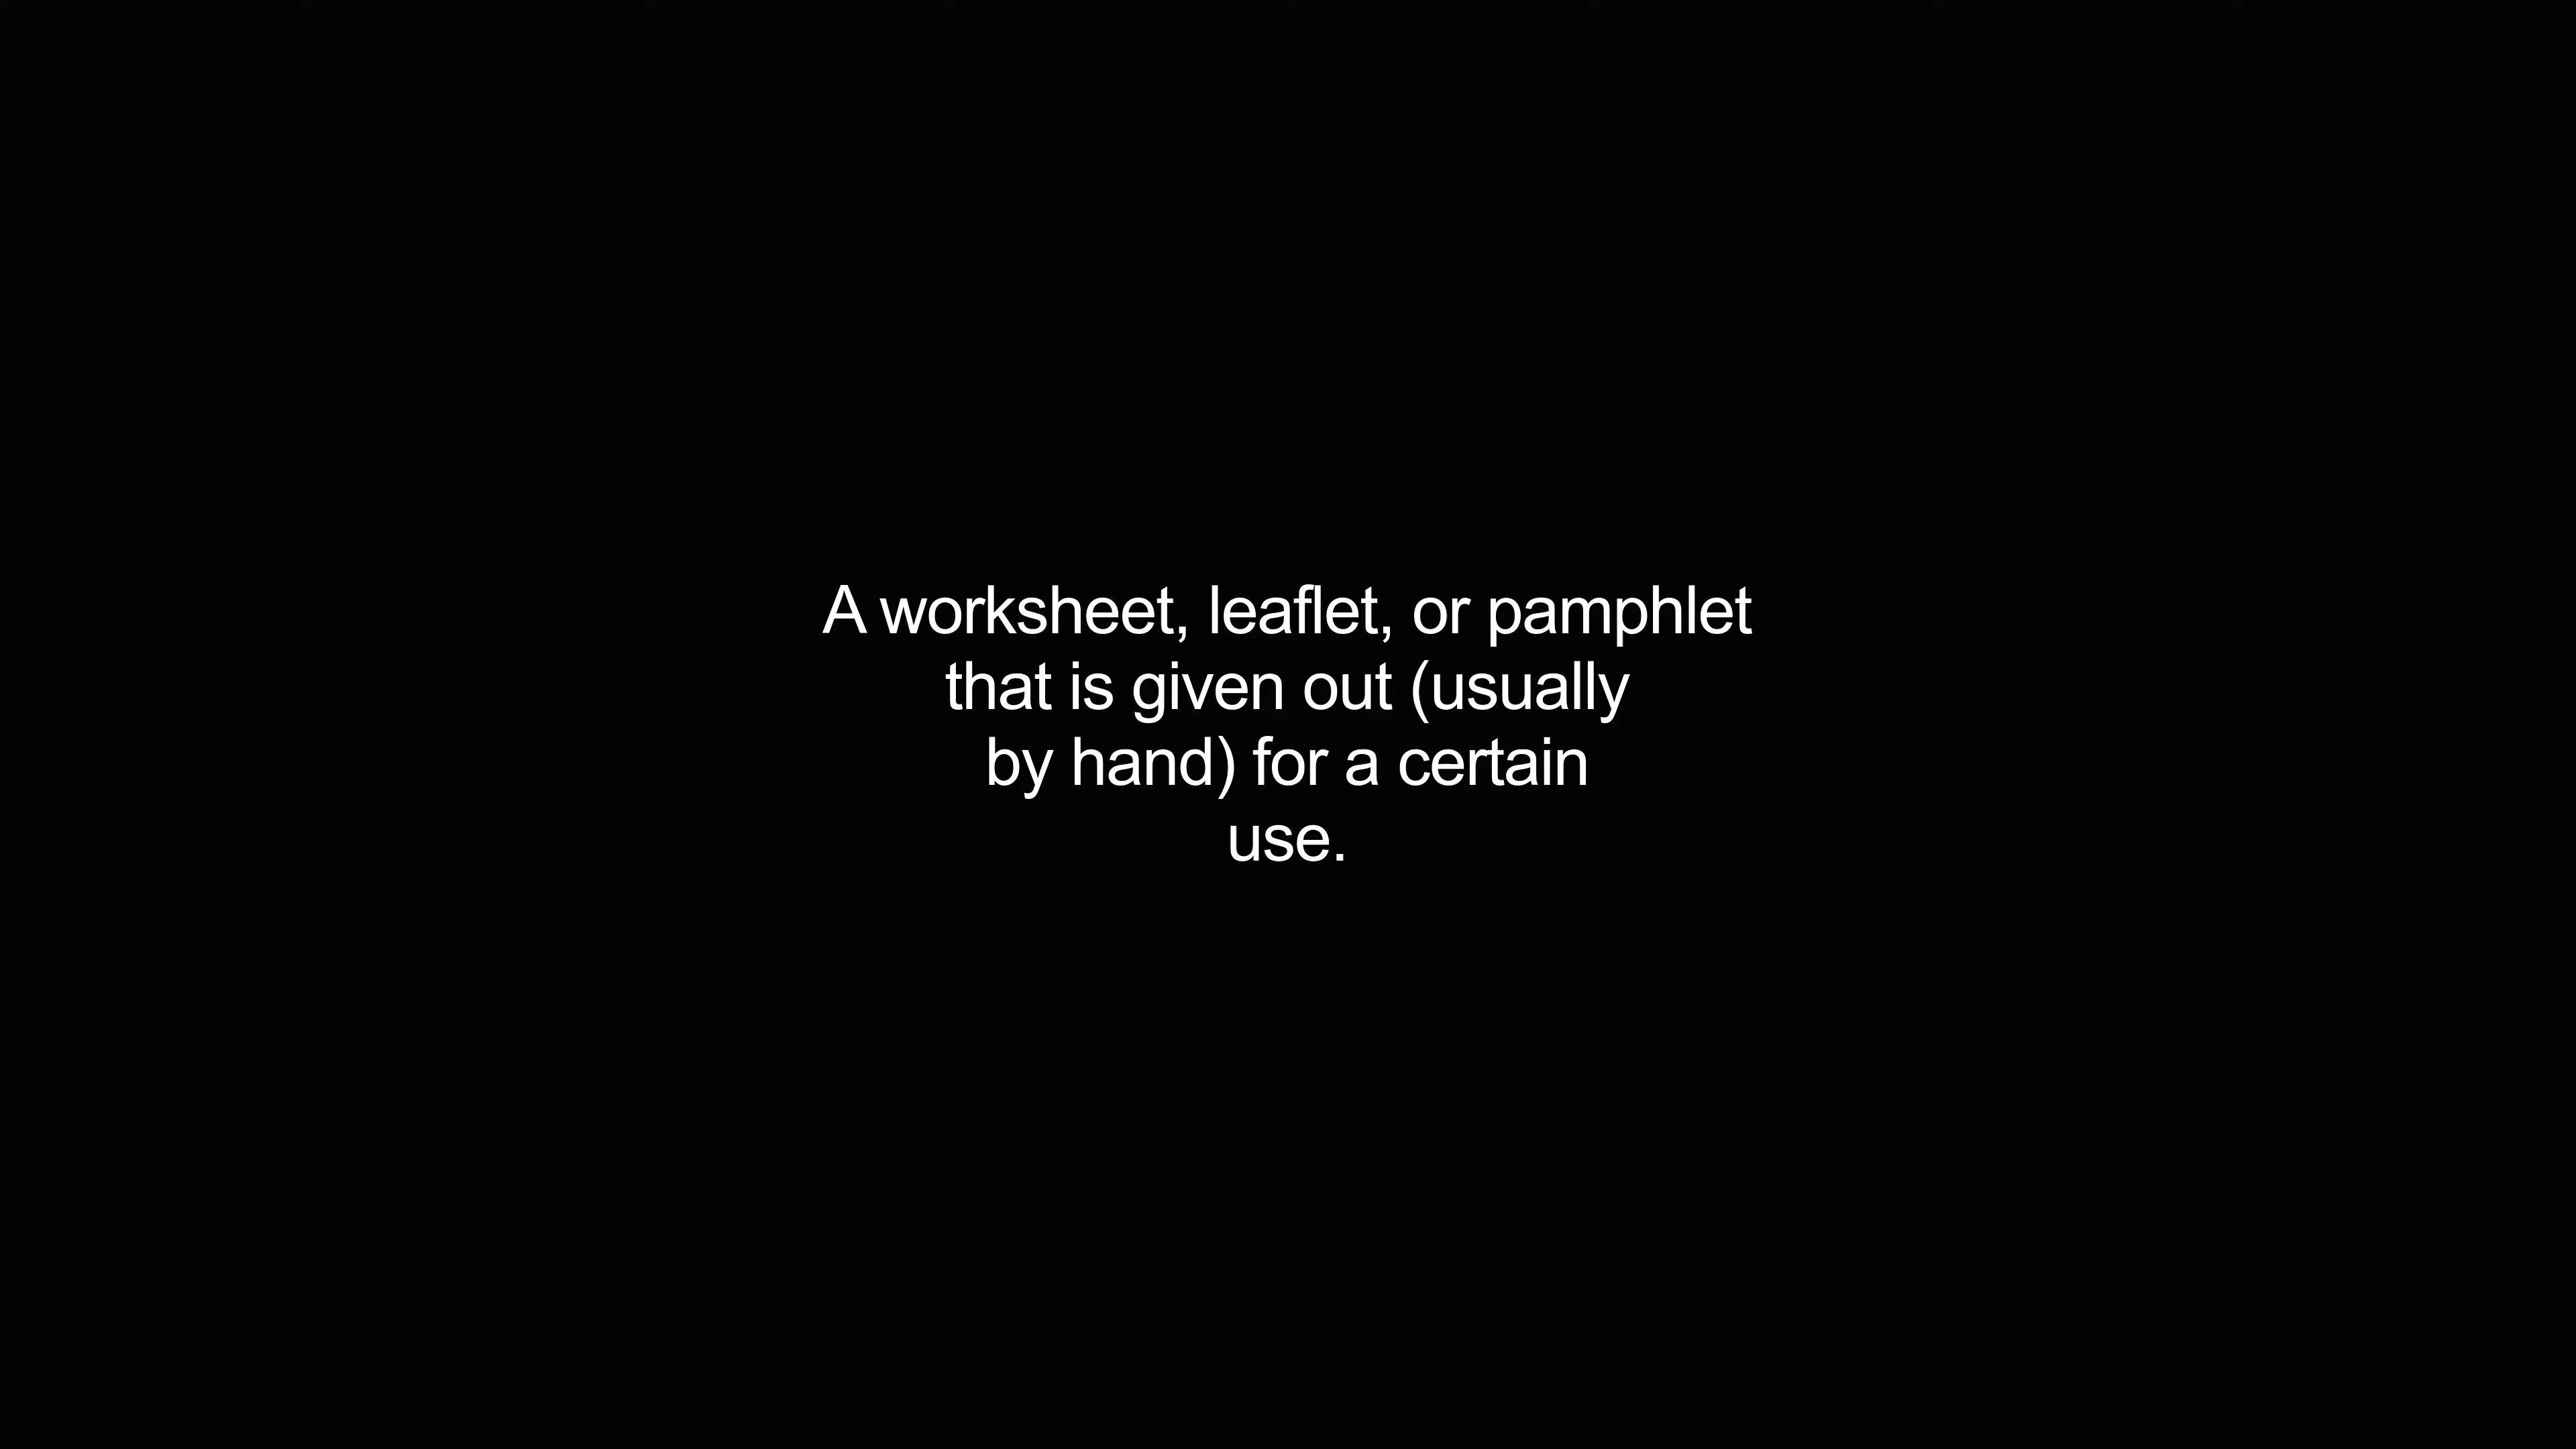 A worksheet, leaflet, or pamphlet
that is given out (usually
by hand) for a certain
use.